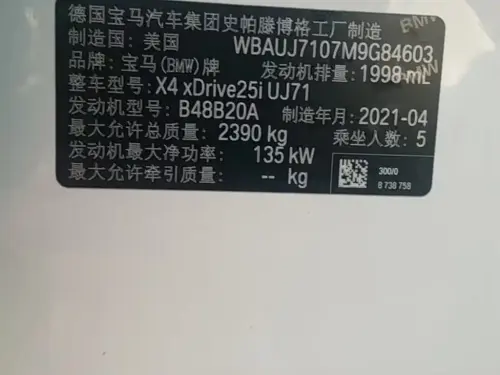 德国宝马汽车集团史帕滕博格工厂制造
制造国: 美国 WBAUJ7107M9G84603
品牌: 宝马(BMW)牌 发动机排量: 1998 mL
整车型号: X4 xDrive25i UJ71
发动机型号: B48B20A 制造年月: 2021-04
最大允许总质量: 2390 kg 乘坐人数: 5
发动机最大净功率: 135 kW
最大允许牵引质量: -- kg
300/0
8 738 758
BMW